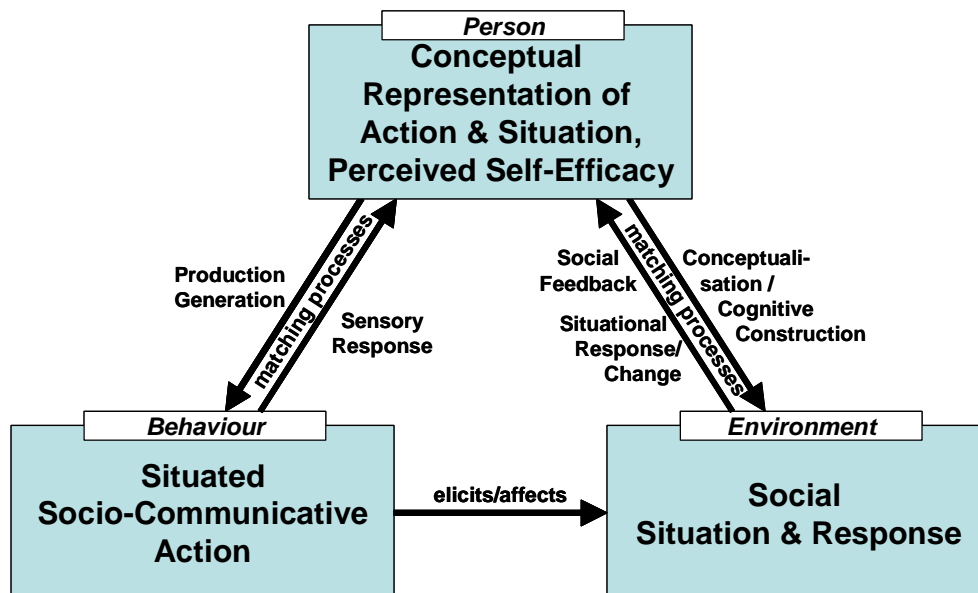 Person
Conceptual
Representation of
Action & Situation,
Perceived Self-Efficacy
Production
Generation
matching processes
Sensory
Response
Social
Feedback
Situational
Response/
Change
matching processes
Conceptuali-
sation /
Cognitive
Construction
Behaviour
Situated
Socio-Communicative
Action
elicits/affects
Environment
Social
Situation & Response